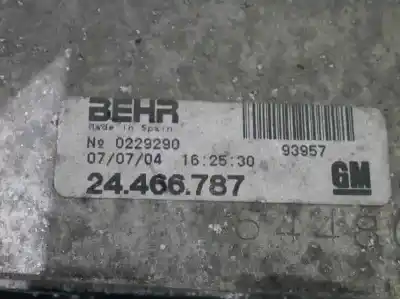 BEHR
Made in Spain
№ 0229290
07/07/04 16:25:30
93957
24.466.787
GM